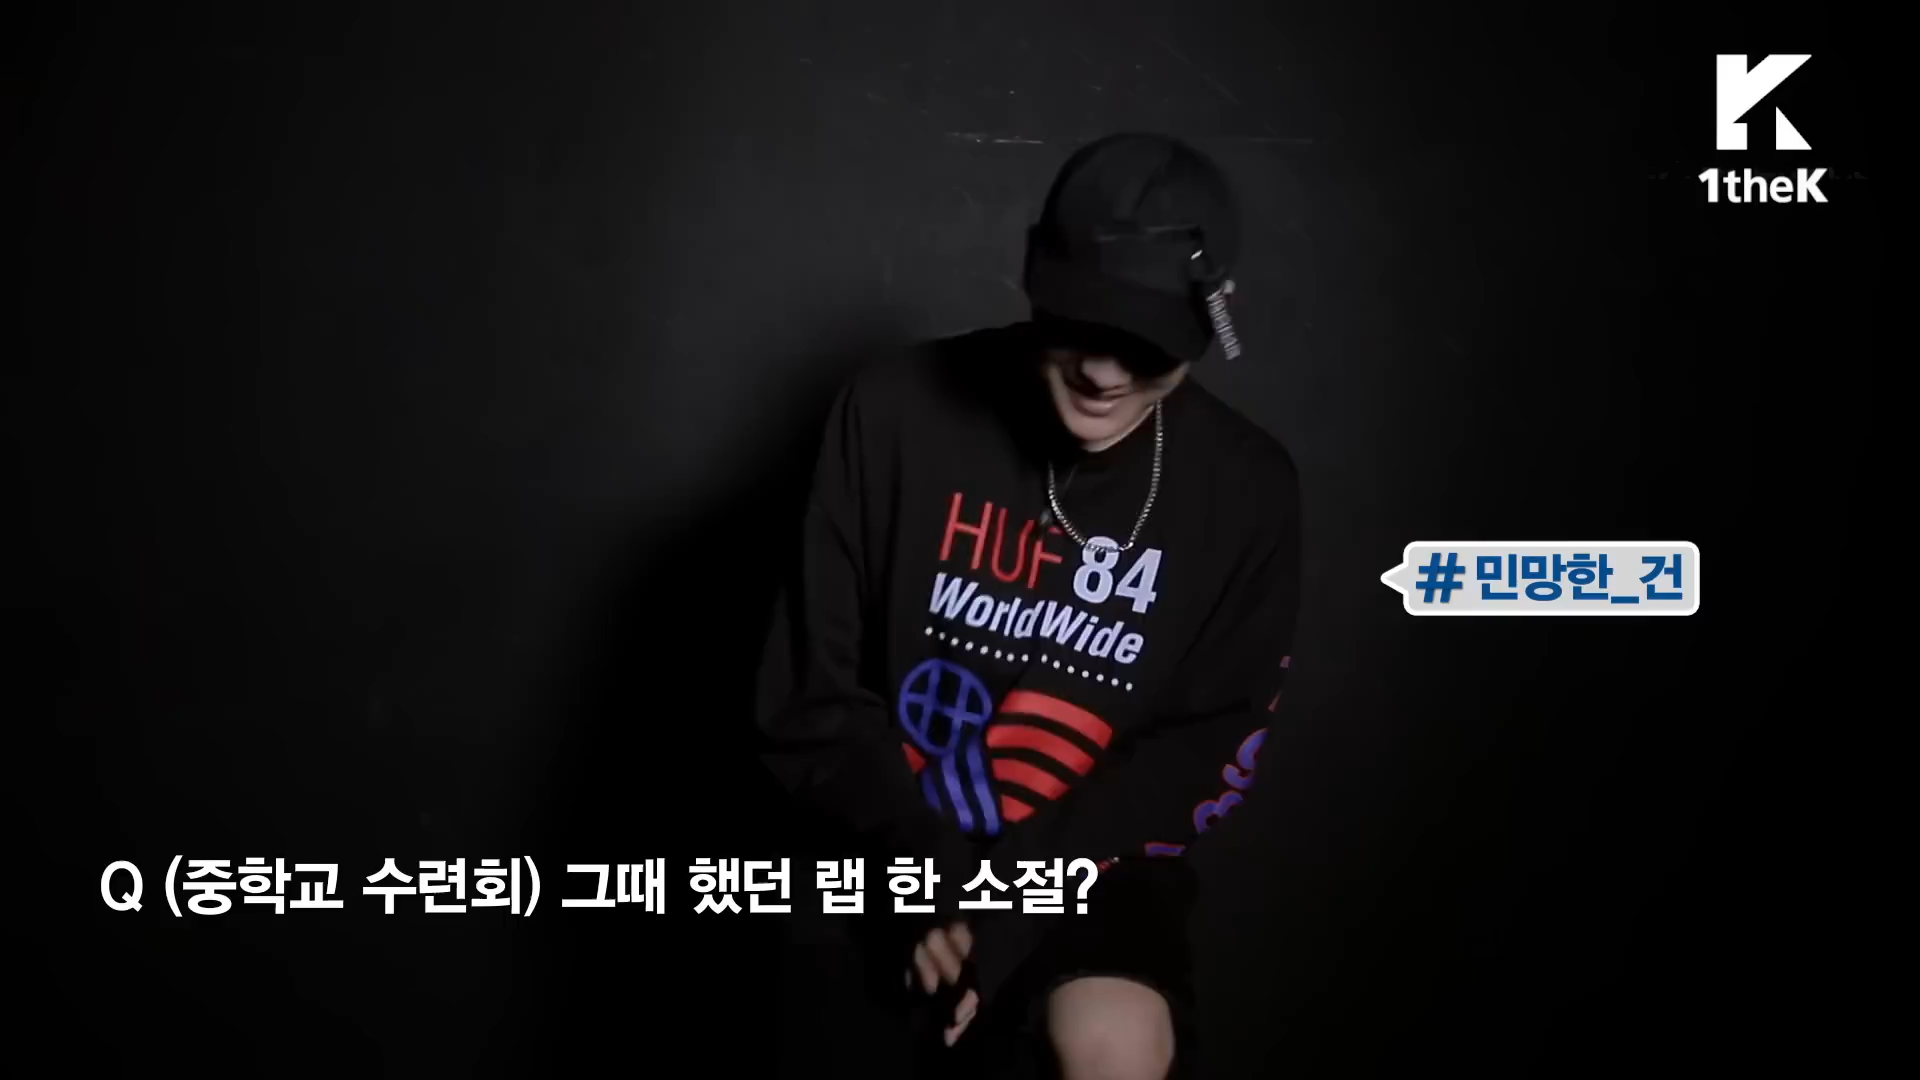 1theK
HUF 84
WorldWide
#민망한_건
Q (중학교 수련회) 그때 했던 랩 한 소절?